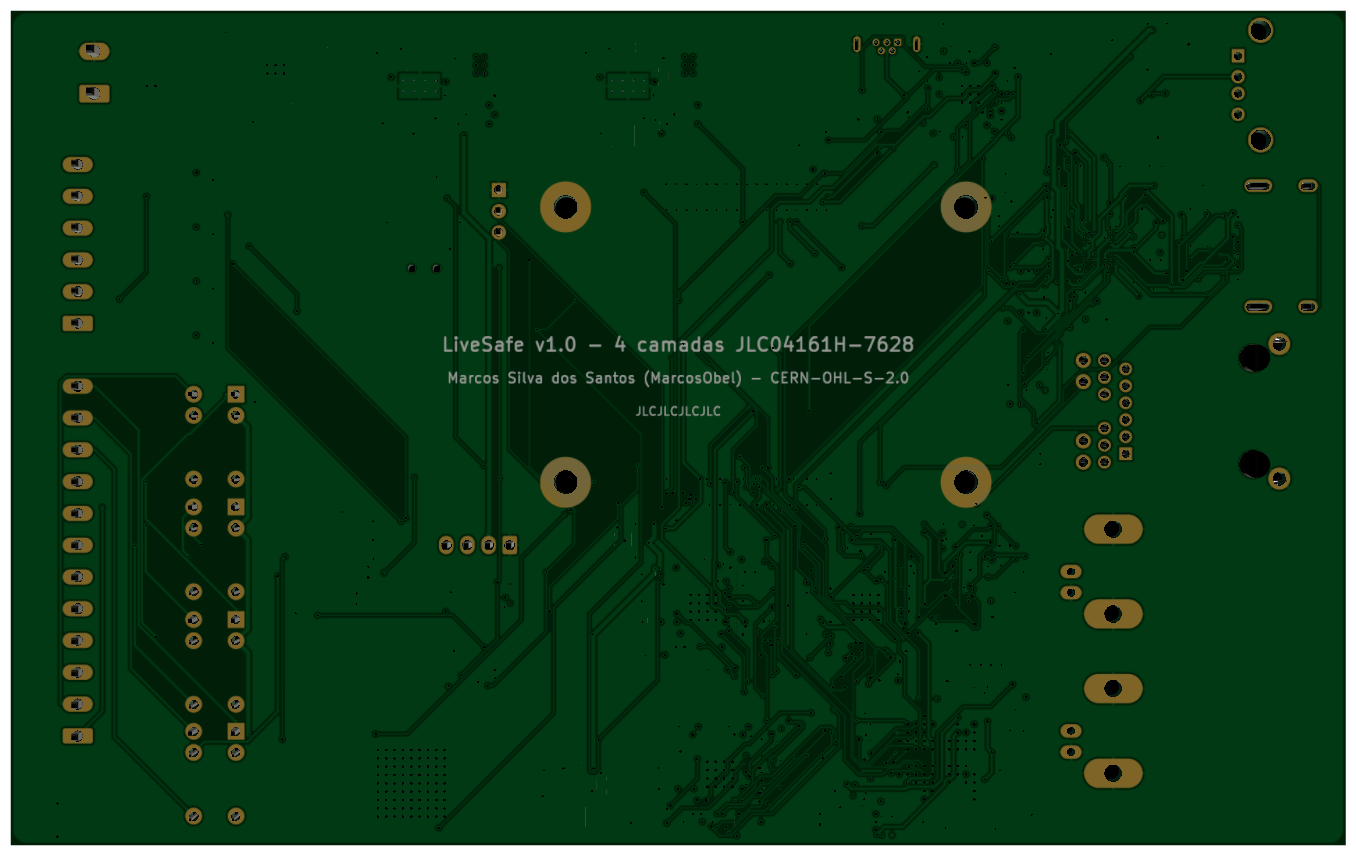 LiveSafe v1.0 - 4 camadas JLC04161H-7628
Marcos Silva dos Santos (MarcosObel) - CERN-OHL-S-2.0
JLCJLCJLCJLC